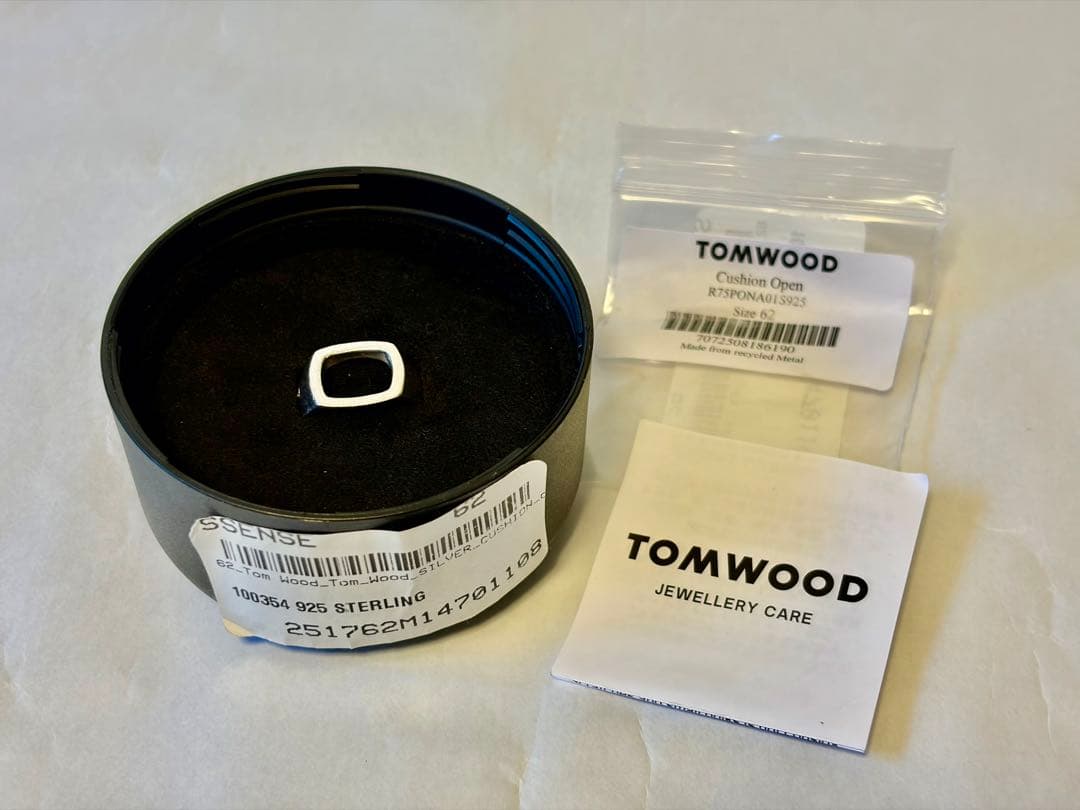 TOMWOOD
Cushion Open
R75PONA01S925
Size 62
7072508186190
Made from recycled Metal
SSENSE
62
62_Tom Wood_Tom_Wood_SILVER_CUSHION_O
100354 925 STERLING
251762M14701108
TOMWOOD
JEWELLERY CARE